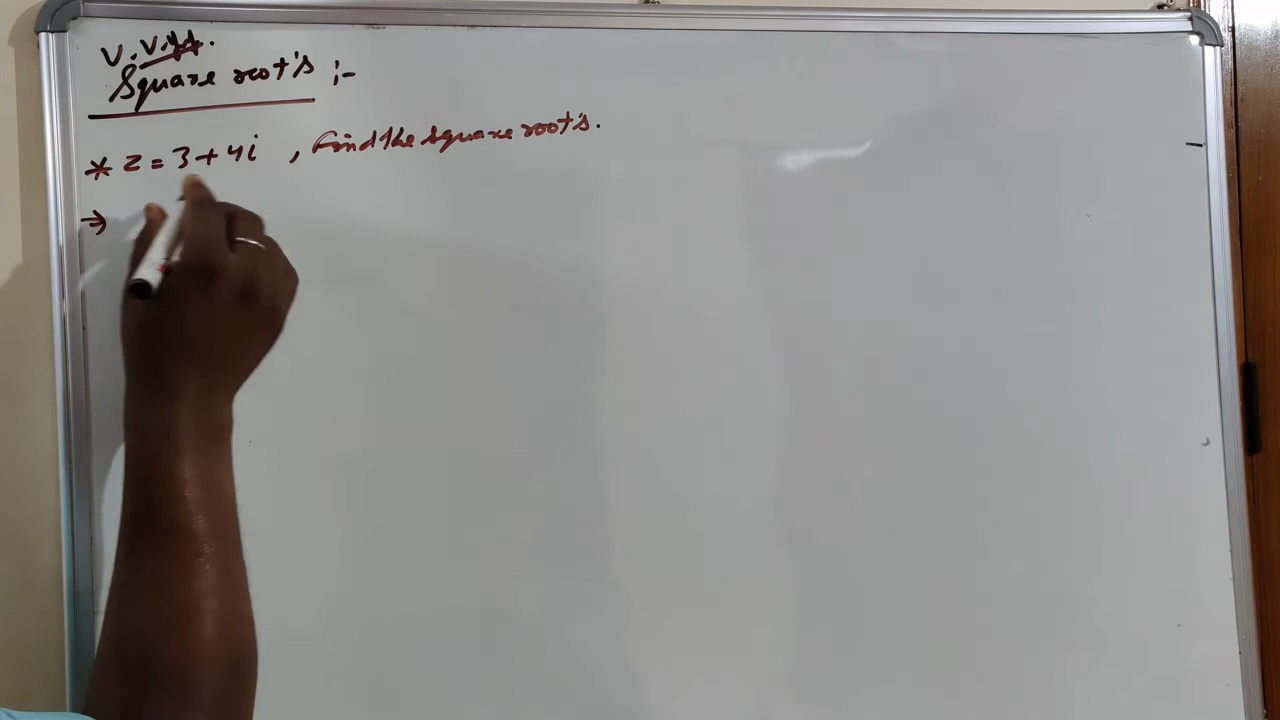 V.V.
Square root's :-
* z = 3 + 4i , Find the Square root's.
→